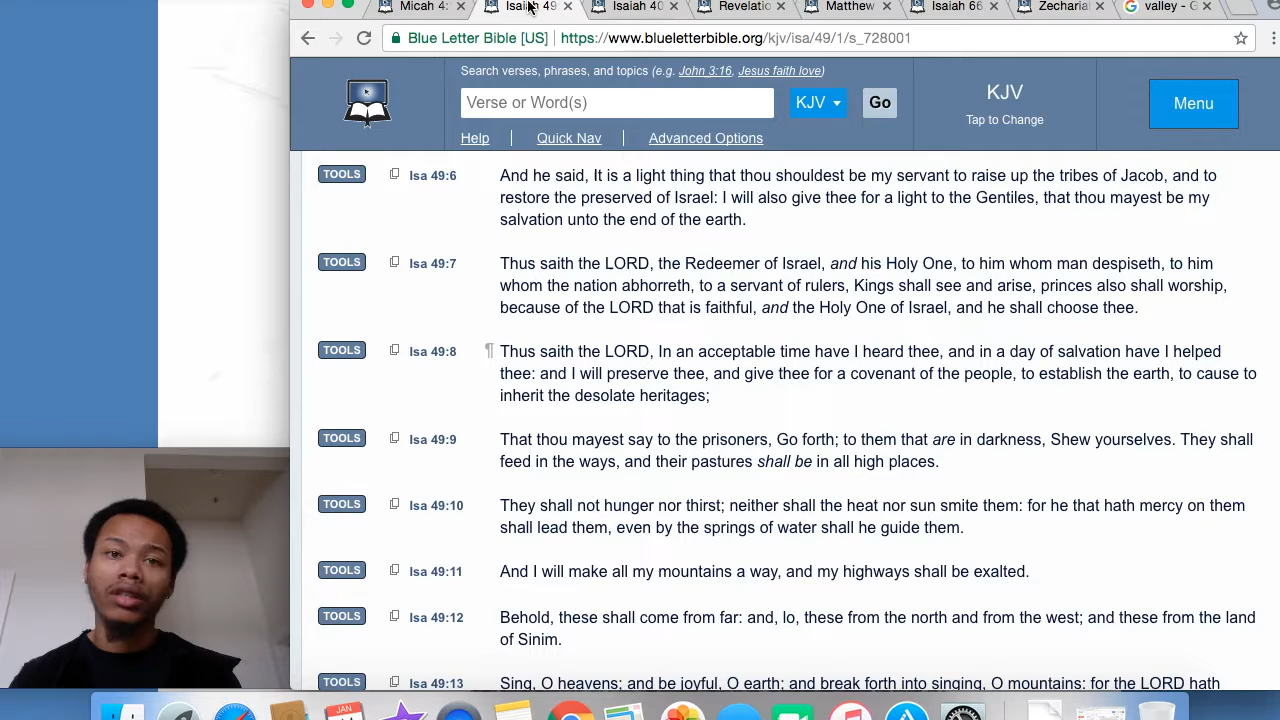 Micah 4:
Isaiah 49
Isaiah 40
Revelatio
Matthew
Isaiah 66
Zecharia
valley - G
Blue Letter Bible [US]
https://www.blueletterbible.org/kjv/isa/49/1/s_728001
Search verses, phrases, and topics (e.g. John 3:16, Jesus faith love)
Verse or Word(s)
KJV
Go
KJV
Tap to Change
Menu
Help
Quick Nav
Advanced Options
TOOLS Isa 49:6 And he said, It is a light thing that thou shouldest be my servant to raise up the tribes of Jacob, and to
restore the preserved of Israel: I will also give thee for a light to the Gentiles, that thou mayest be my
salvation unto the end of the earth.
TOOLS Isa 49:7 Thus saith the LORD, the Redeemer of Israel, and his Holy One, to him whom man despiseth, to him
whom the nation abhorreth, to a servant of rulers, Kings shall see and arise, princes also shall worship,
because of the LORD that is faithful, and the Holy One of Israel, and he shall choose thee.
TOOLS Isa 49:8 ¶ Thus saith the LORD, In an acceptable time have I heard thee, and in a day of salvation have I helped
thee: and I will preserve thee, and give thee for a covenant of the people, to establish the earth, to cause to
inherit the desolate heritages;
TOOLS Isa 49:9 That thou mayest say to the prisoners, Go forth; to them that are in darkness, Shew yourselves. They shall
feed in the ways, and their pastures shall be in all high places.
TOOLS Isa 49:10 They shall not hunger nor thirst; neither shall the heat nor sun smite them: for he that hath mercy on them
shall lead them, even by the springs of water shall he guide them.
TOOLS Isa 49:11 And I will make all my mountains a way, and my highways shall be exalted.
TOOLS Isa 49:12 Behold, these shall come from far: and, lo, these from the north and from the west; and these from the land
of Sinim.
TOOLS Isa 49:13 Sing, O heavens; and be joyful, O earth; and break forth into singing, O mountains: for the LORD hath
JAN